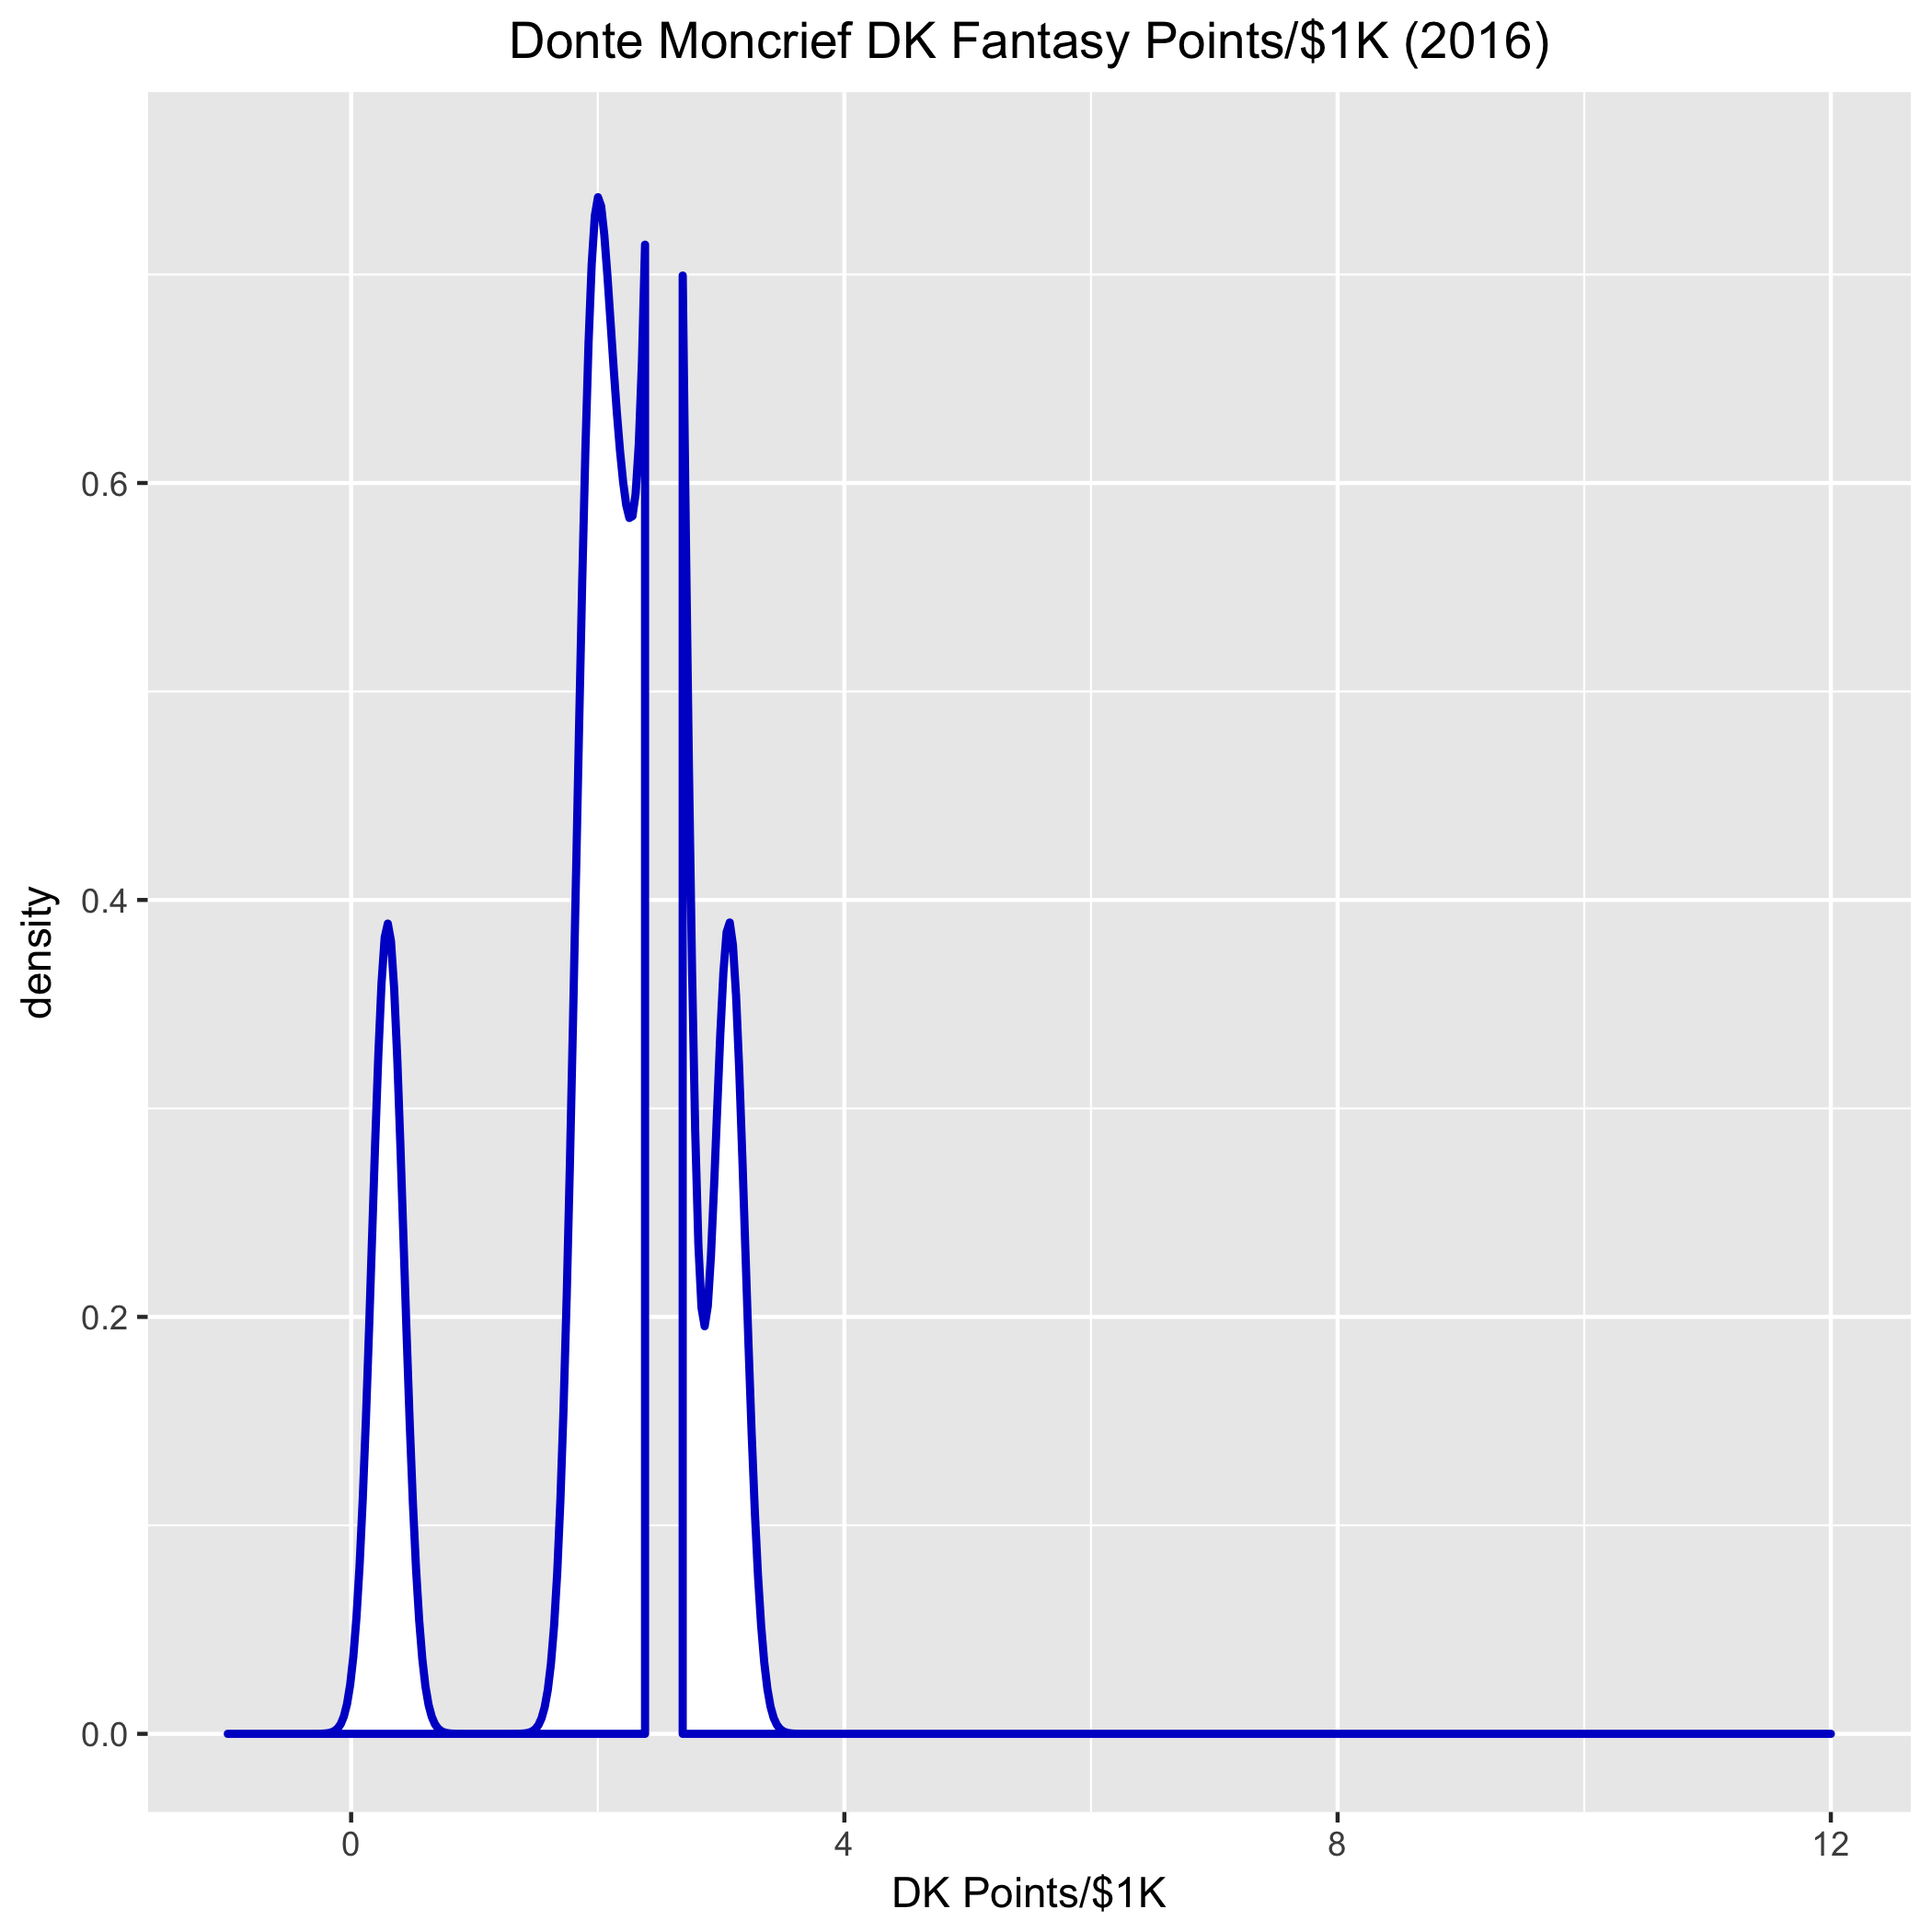 Donte Moncrief DK Fantasy Points/$1K (2016)
density
0.6
0.4
0.2
0.0
0 4 8 12
DK Points/$1K